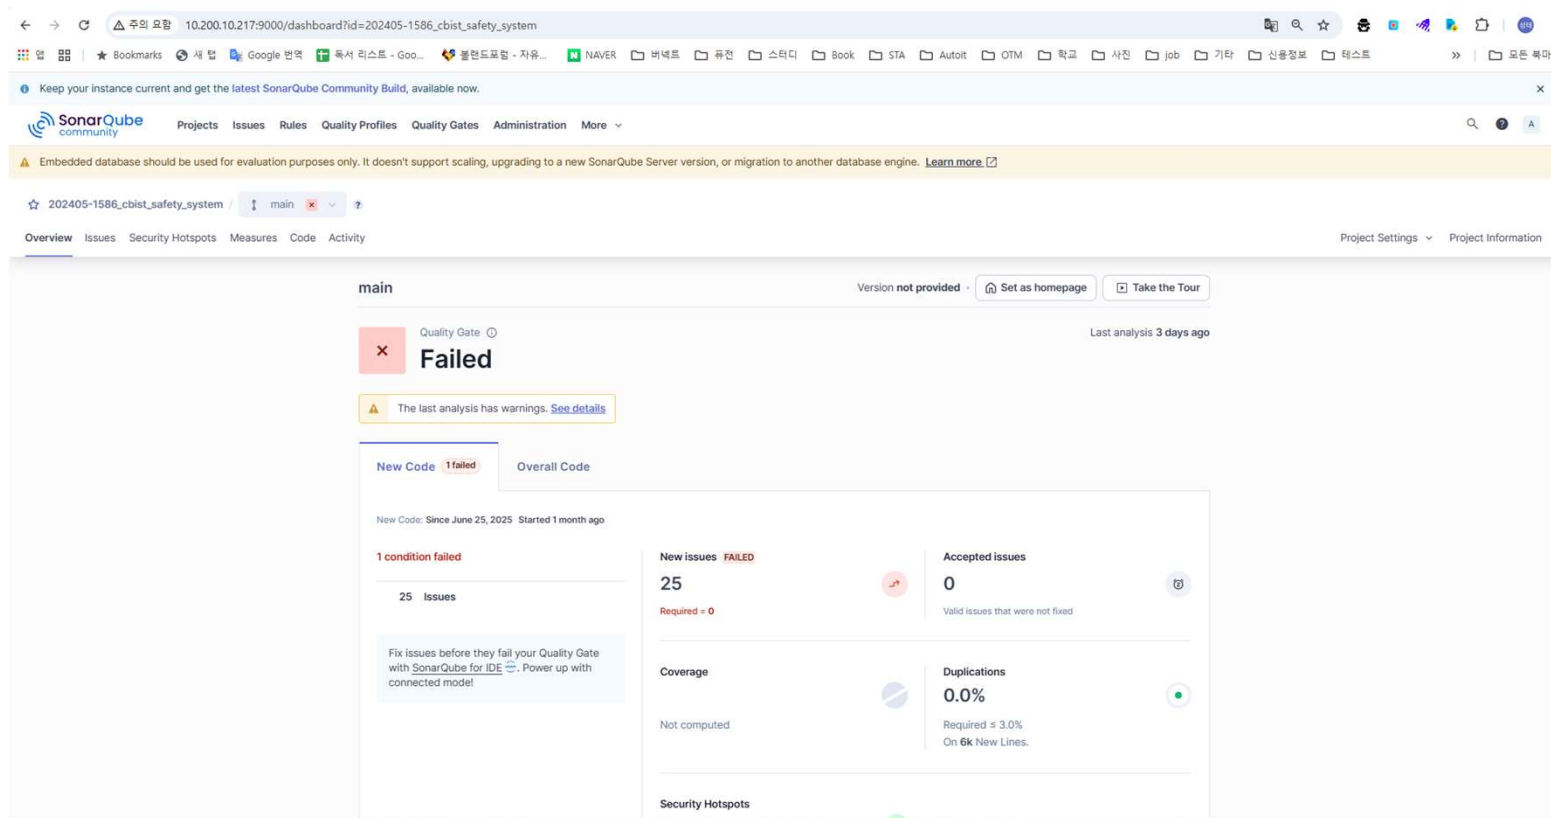 주의 요함 10.200.10.217:9000/dashboard?id=202405-1586_cbist_safety_system
앱 Bookmarks 새 탭 Google 번역 독서 리스트 - Goo... 볼랜드포럼 - 자유... NAVER 버넥트 퓨전 스터디 Book STA Autoit OTM 학교 사진 job 기타 신용정보 테스트 » 모든 북마
Keep your instance current and get the latest SonarQube Community Build, available now.
SonarQube community Projects Issues Rules Quality Profiles Quality Gates Administration More A
Embedded database should be used for evaluation purposes only. It doesn't support scaling, upgrading to a new SonarQube Server version, or migration to another database engine. Learn more
202405-1586_cbist_safety_system / main
Overview Issues Security Hotspots Measures Code Activity Project Settings Project Information
main Version not provided • Set as homepage Take the Tour
Quality Gate Last analysis 3 days ago
Failed
The last analysis has warnings. See details
New Code 1 failed Overall Code
New Code: Since June 25, 2025 Started 1 month ago
1 condition failed
25 Issues
Fix issues before they fail your Quality Gate
with SonarQube for IDE. Power up with
connected mode!
New issues FAILED
25
Required = 0
Accepted issues
0
Valid issues that were not fixed
Coverage
Not computed
Duplications
0.0%
Required ≤ 3.0%
On 6k New Lines.
Security Hotspots